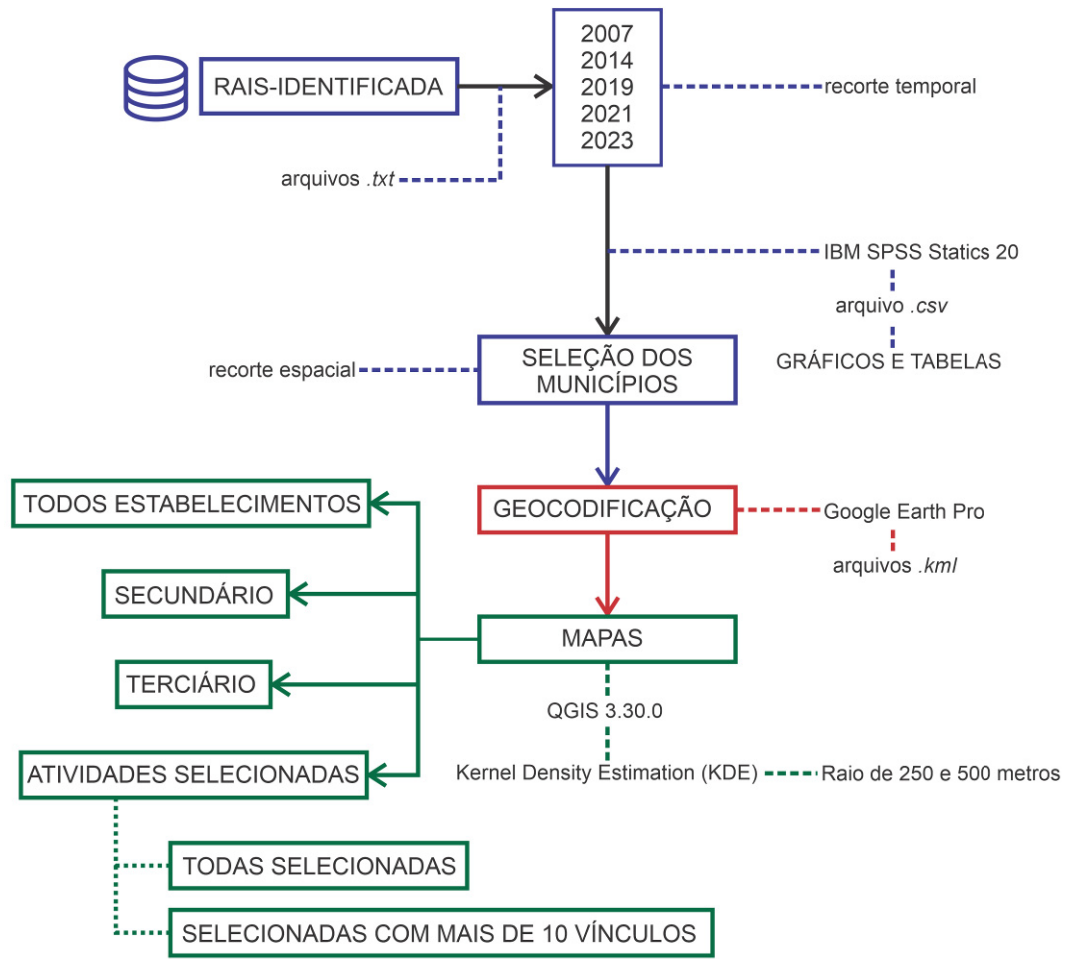 RAIS-IDENTIFICADA
2007
2014
2019
2021
2023
recorte temporal
arquivos .txt
IBM SPSS Statics 20
arquivo .csv
GRÁFICOS E TABELAS
recorte espacial
SELEÇÃO DOS
MUNICÍPIOS
GEOCODIFICAÇÃO
Google Earth Pro
arquivos .kml
MAPAS
QGIS 3.30.0
Kernel Density Estimation (KDE)
Raio de 250 e 500 metros
TODOS ESTABELECIMENTOS
SECUNDÁRIO
TERCIÁRIO
ATIVIDADES SELECIONADAS
TODAS SELECIONADAS
SELECIONADAS COM MAIS DE 10 VÍNCULOS